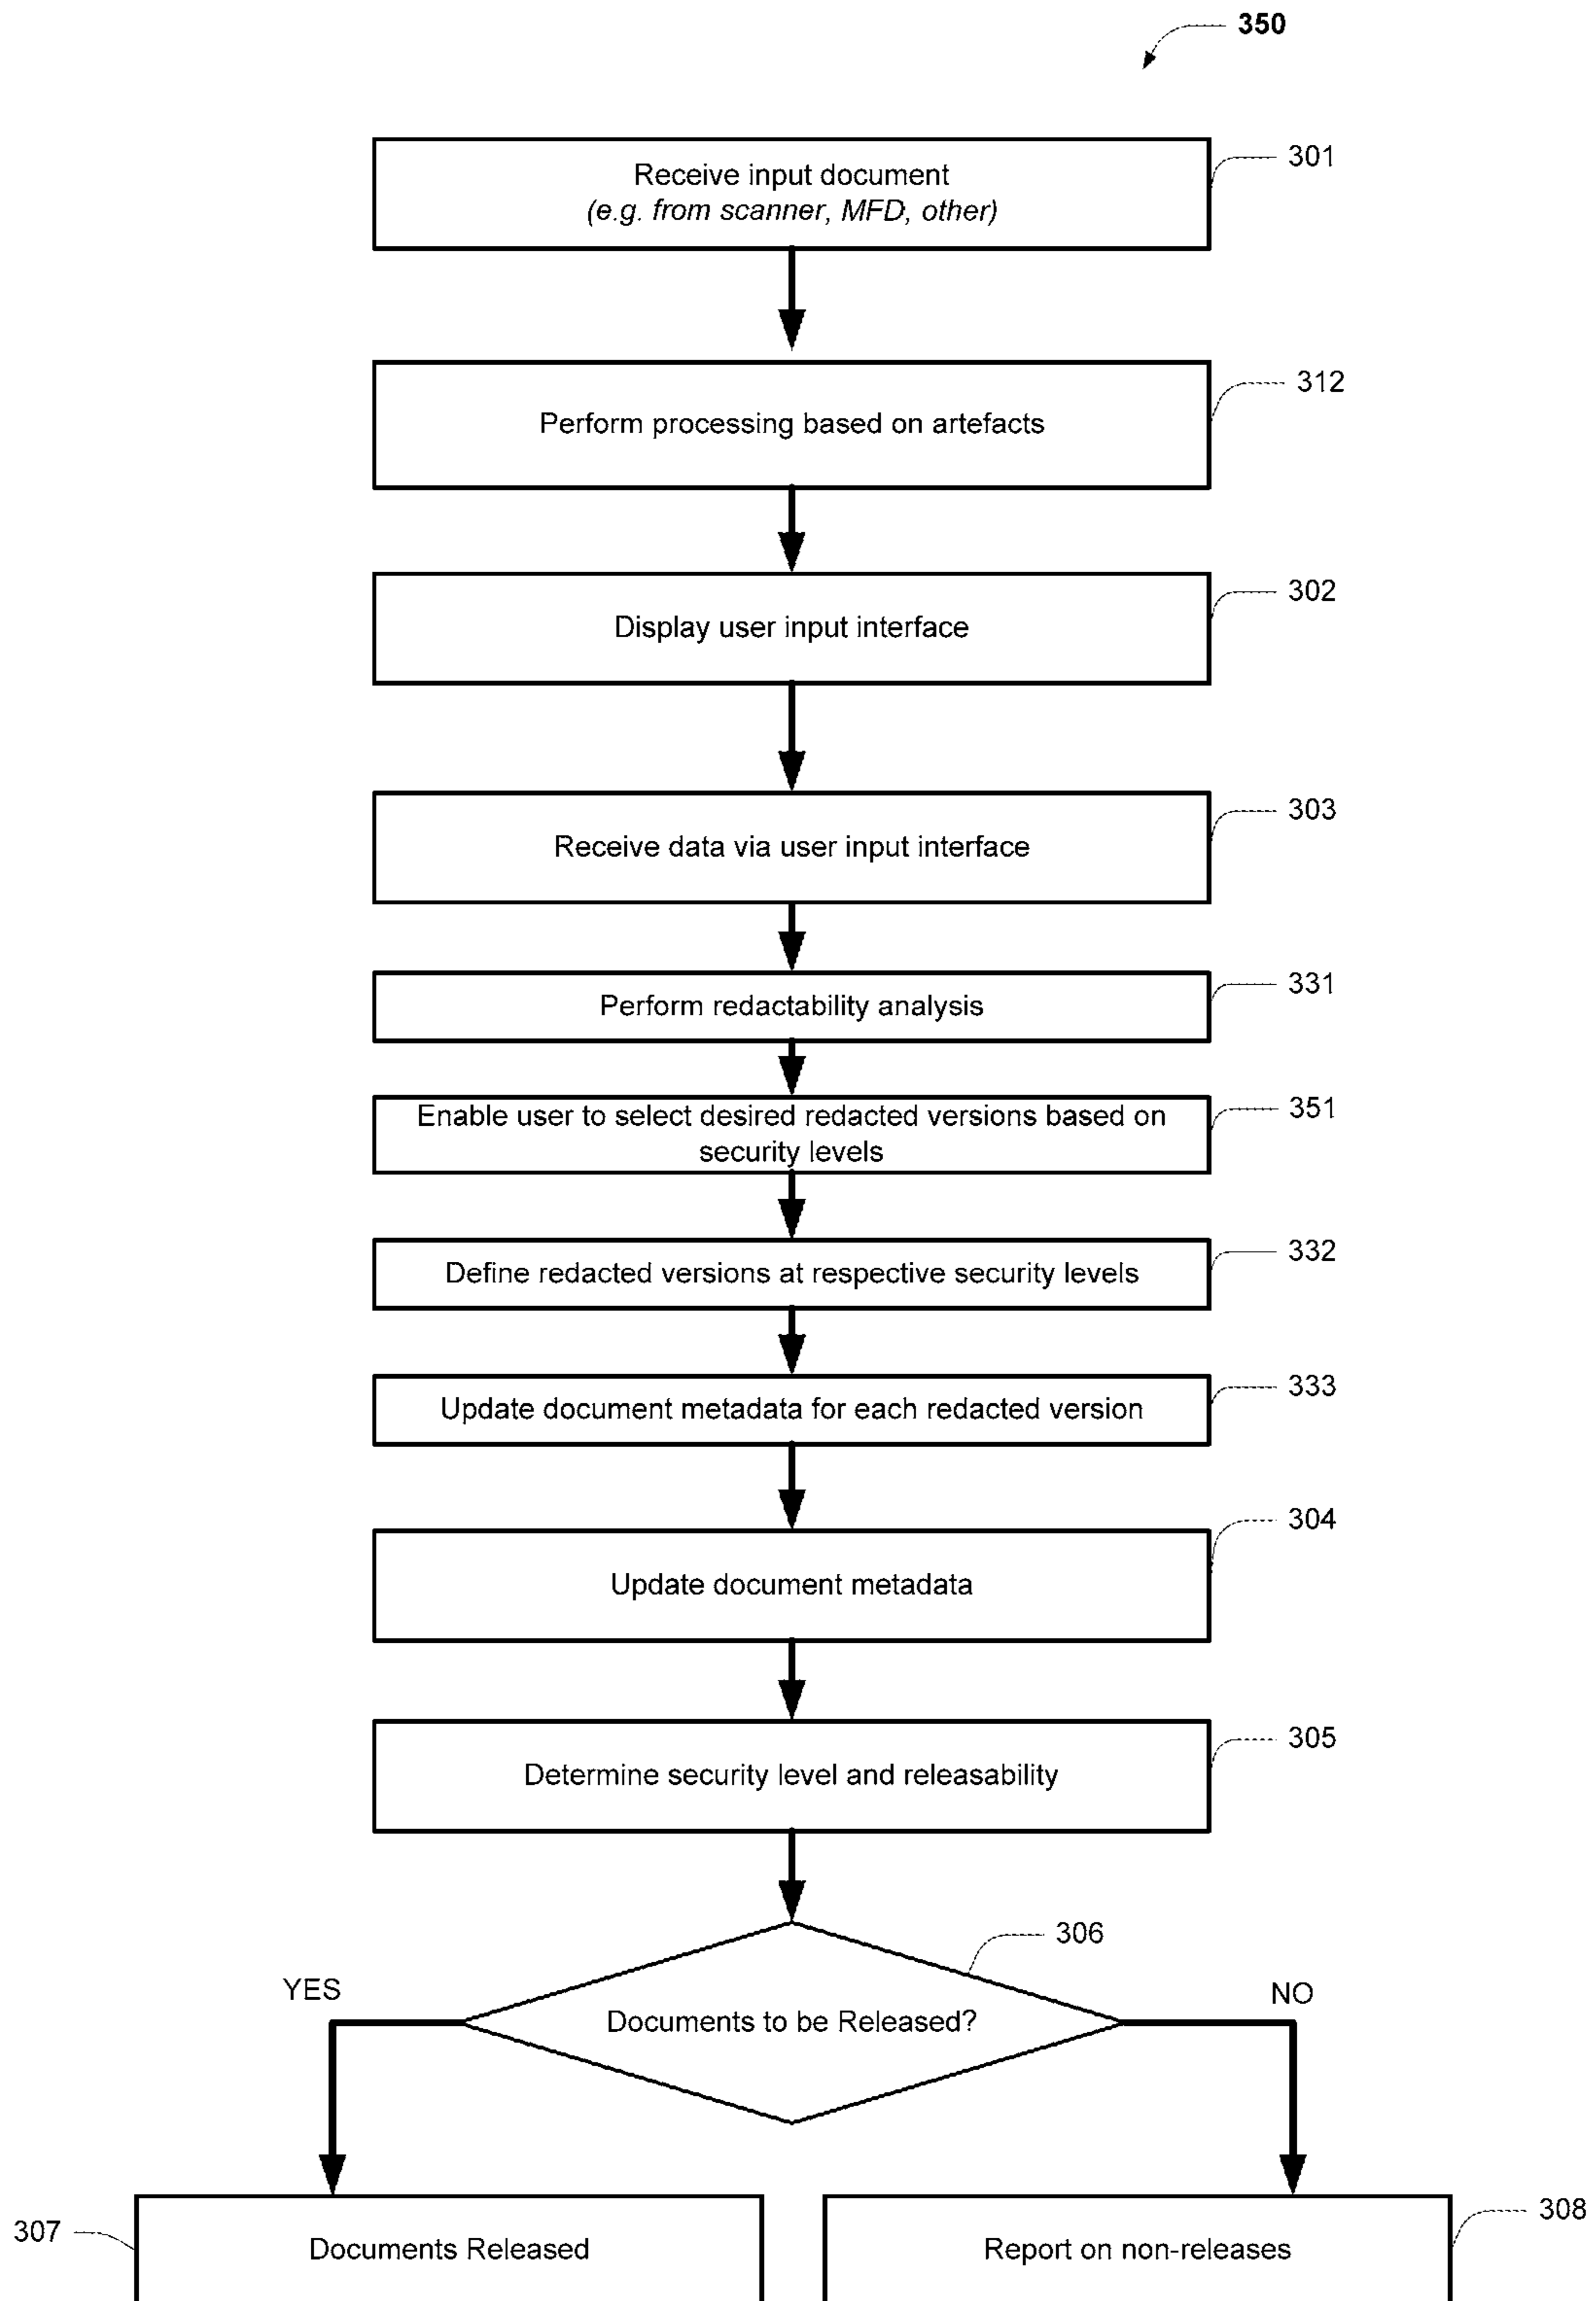 350
Receive input document
(e.g. from scanner, MFD, other)
301
Perform processing based on artefacts
312
Display user input interface
302
Receive data via user input interface
303
Perform redactability analysis
331
Enable user to select desired redacted versions based on
security levels
351
Define redacted versions at respective security levels
332
Update document metadata for each redacted version
333
Update document metadata
304
Determine security level and releasability
305
306
YES
Documents to be Released?
NO
307
Documents Released
Report on non-releases
308